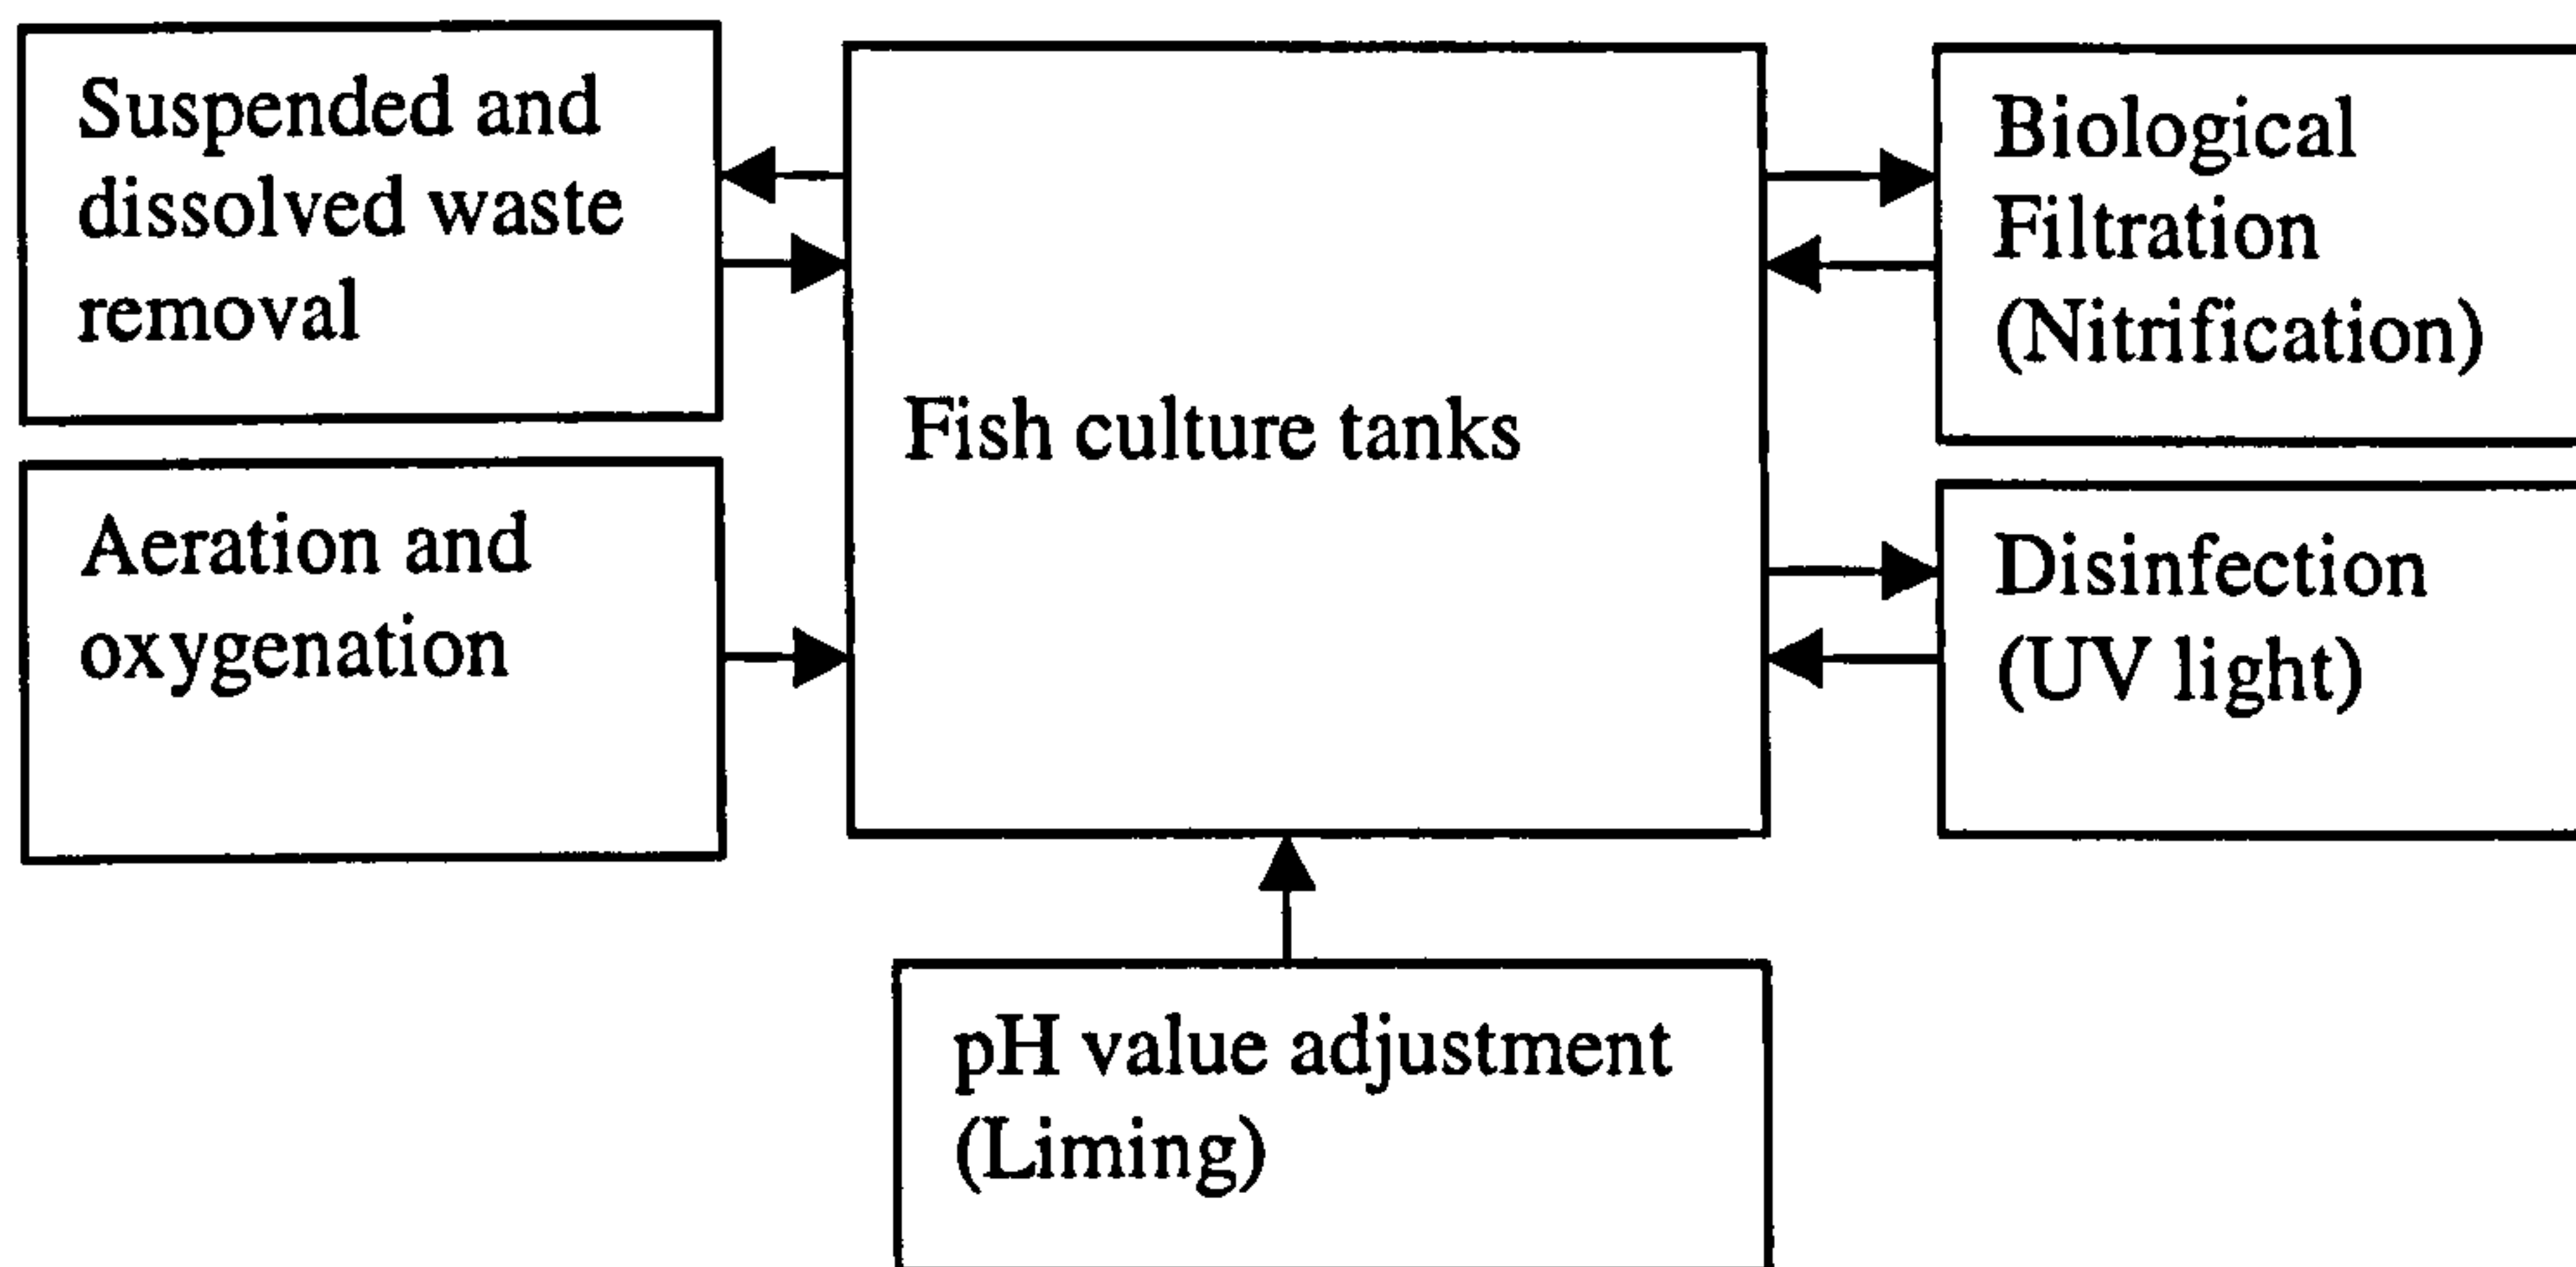 Suspended and
dissolved waste
removal
Aeration and
oxygenation
Fish culture tanks
Biological
Filtration
(Nitrification)
Disinfection
(UV light)
pH value adjustment
(Liming)